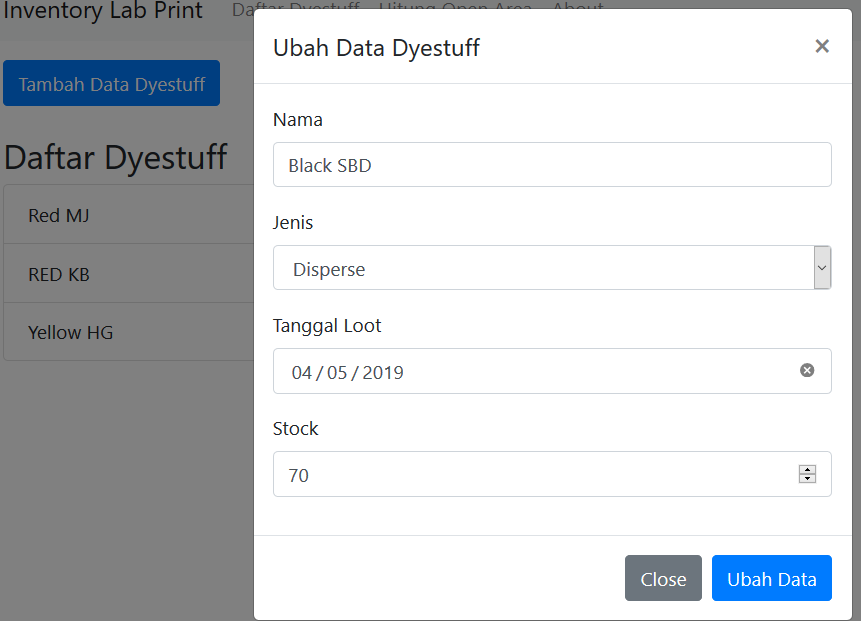 Inventory Lab Print Daftar Dyestuff Hitung Open Area About
Tambah Data Dyestuff
Daftar Dyestuff
Red MJ
RED KB
Yellow HG
Ubah Data Dyestuff
×
Nama
Black SBD
Jenis
Disperse
Tanggal Loot
04 / 05 / 2019
Stock
70
Close Ubah Data